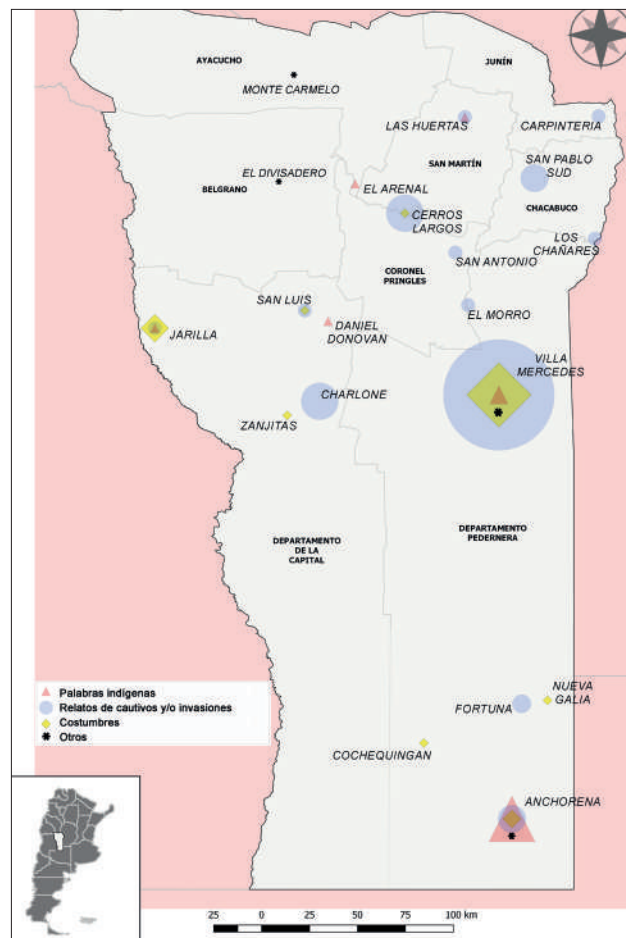 AYACUCHO
JUNÍN
MONTE CARMELO
LAS HUERTAS
CARPINTERIA
SAN MARTÍN
SAN PABLO
SUD
EL DIVISADERO
BELGRANO
EL ARENAL
CHACABUCO
CERROS
LARGOS
LOS
CHAÑARES
SAN ANTONIO
CORONEL
PRINGLES
SAN LUIS
EL MORRO
JARILLA
DANIEL
DONOVAN
VILLA
MERCEDES
CHARLONE
ZANJITAS
DEPARTAMENTO
DE LA
CAPITAL
DEPARTAMENTO
PEDERNERA
Palabras indígenas
Relatos de cautivos y/o invasiones
Costumbres
Otros
NUEVA
GALIA
FORTUNA
COCHEQUINGAN
ANCHORENA
25 0 25 50 75 100 km